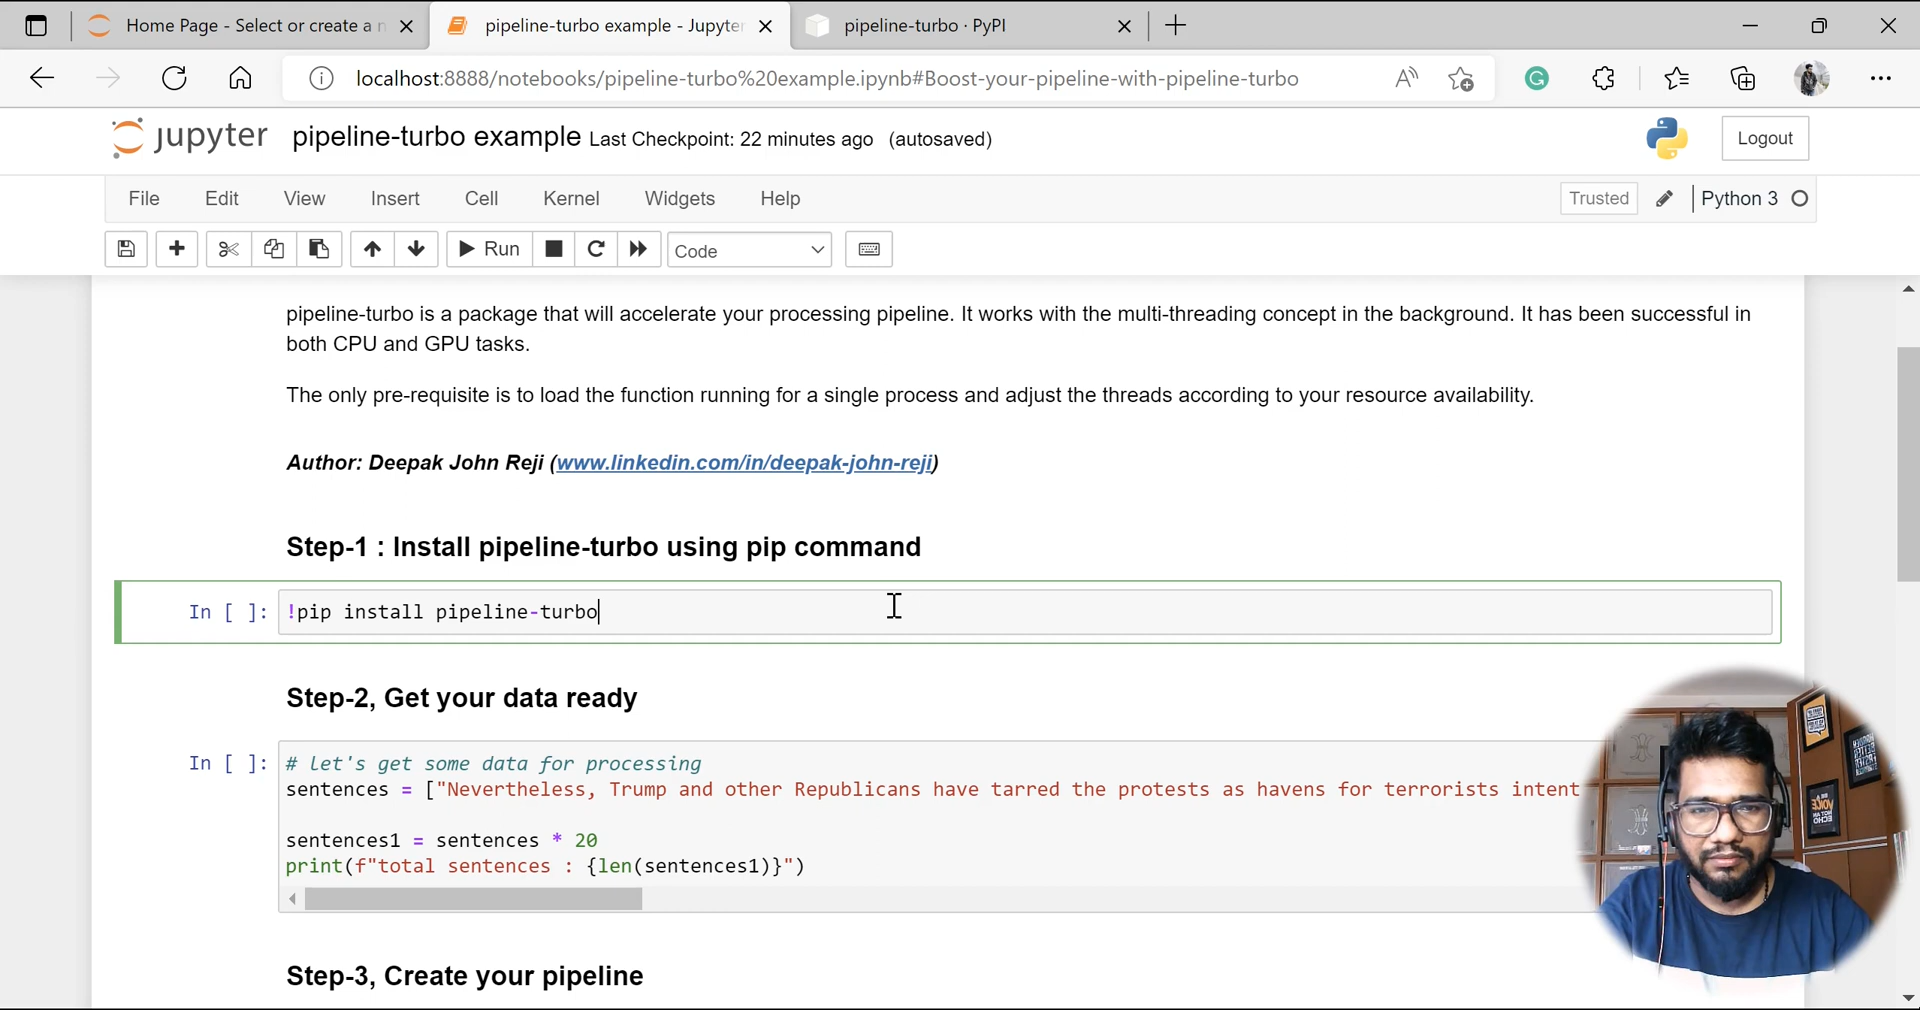 Home Page - Select or create a n
pipeline-turbo example - Jupyter
pipeline-turbo · PyPI
localhost:8888/notebooks/pipeline-turbo%20example.ipynb#Boost-your-pipeline-with-pipeline-turbo
jupyter pipeline-turbo example Last Checkpoint: 22 minutes ago (autosaved)
Logout
File Edit View Insert Cell Kernel Widgets Help
Trusted
Python 3
Run
Code
pipeline-turbo is a package that will accelerate your processing pipeline. It works with the multi-threading concept in the background. It has been successful in
both CPU and GPU tasks.
The only pre-requisite is to load the function running for a single process and adjust the threads according to your resource availability.
Author: Deepak John Reji (www.linkedin.com/in/deepak-john-reji)
Step-1 : Install pipeline-turbo using pip command
In [ ]: !pip install pipeline-turbo
Step-2, Get your data ready
In [ ]: # Let's get some data for processing
sentences = ["Nevertheless, Trump and other Republicans have tarred the protests as havens for terrorists intent
sentences1 = sentences * 20
print(f"total sentences : {len(sentences1)}")
Step-3, Create your pipeline